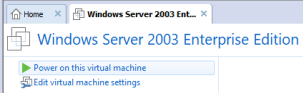 Home
Windows Server 2003 Ent...
Windows Server 2003 Enterprise Edition
Power on this virtual machine
Edit virtual machine settings